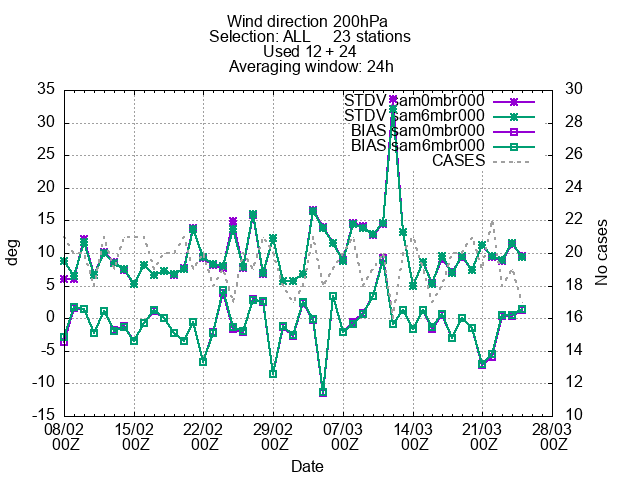 Wind direction 200hPa
Selection: ALL 23 stations
Used 12 + 24
Averaging window: 24h
35 30 25 20 15 10 5 0 -5 -10 -15
deg
STDV sam0mbr000
STDV sam6mbr000
BIAS sam0mbr000
BIAS sam6mbr000
CASES
30 28 26 24 22 20 18 16 14 12 10
No cases
08/02 15/02 22/02 29/02 07/03 14/03 21/03 28/03
00Z 00Z 00Z 00Z 00Z 00Z 00Z 00Z
Date